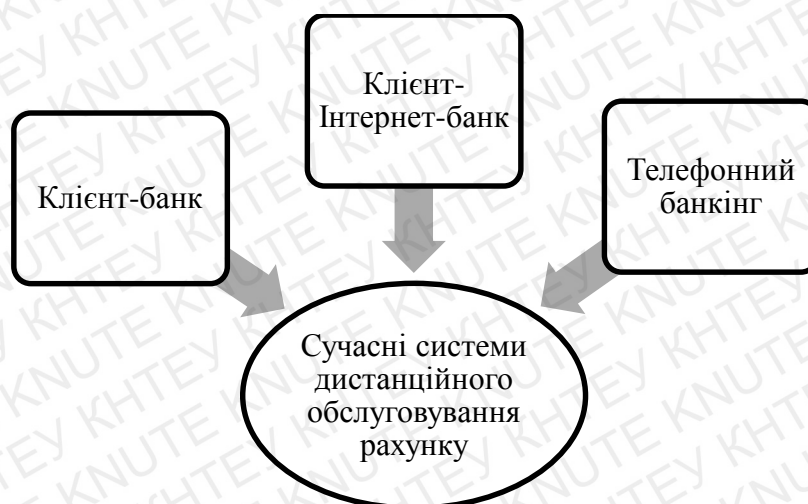 Клієнт-
Інтернет-банк
Клієнт-банк
Телефонний
банкінг
Сучасні системи
дистанційного
обслуговування
рахунку